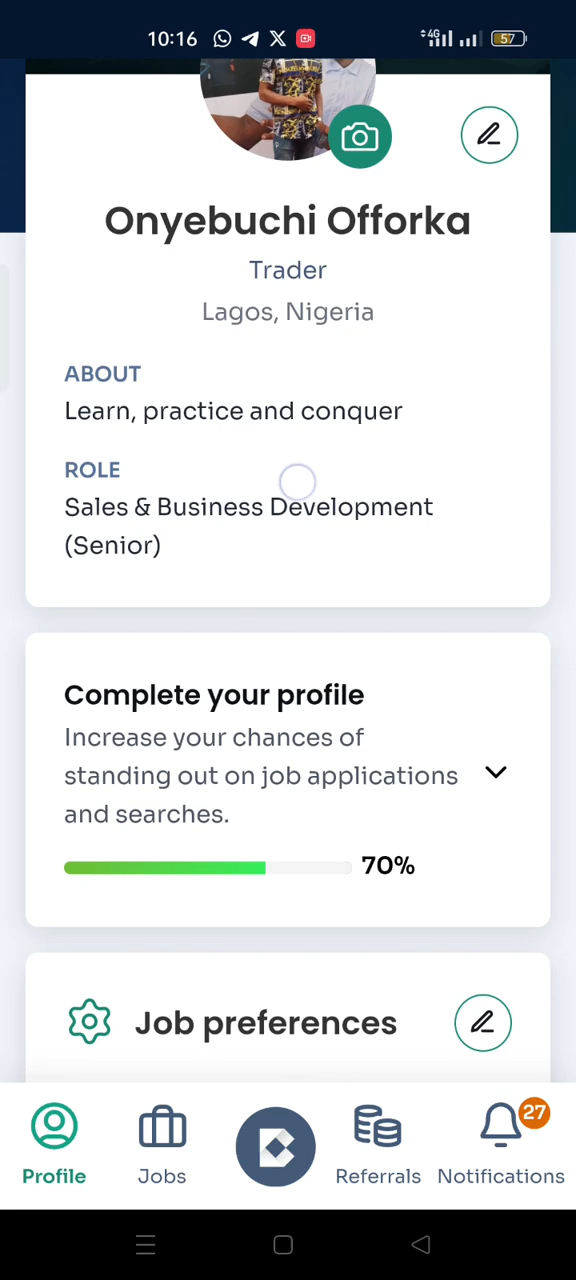 10:16
4G
57
Onyebuchi Offorka
Trader
Lagos, Nigeria
ABOUT
Learn, practice and conquer
ROLE
Sales & Business Development
(Senior)
Complete your profile
Increase your chances of
standing out on job applications
and searches.
70%
Job preferences
27
Profile
Jobs
Referrals
Notifications